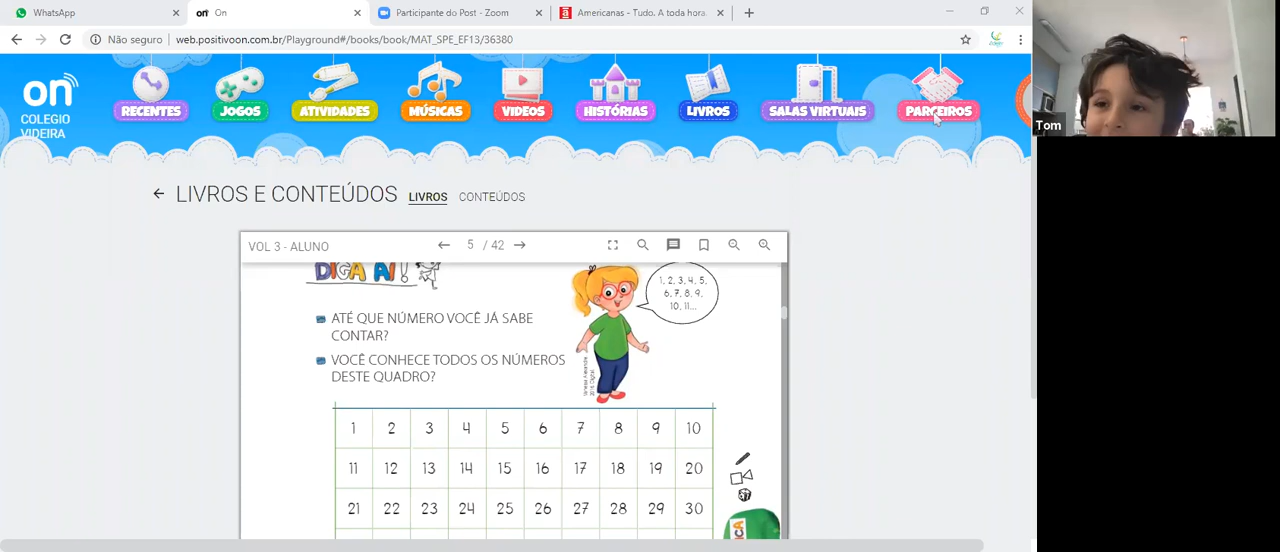 WhatsApp
On
Participante do Post - Zoom
Americanas - Tudo. A toda hora.
Não seguro
web.positivoon.com.br/Playground#/books/book/MAT_SPE_EF13/36380
on
COLEGIO
VIDEIRA
RECENTES
JOGOS
ATIVIDADES
MÚSICAS
VIDEOS
HISTÓRIAS
LIVROS
SALAS VIRTUAIS
PARCEIROS
Tom
LIVROS E CONTEÚDOS
LIVROS
CONTEÚDOS
VOL 3 - ALUNO
5 / 42
DIGA AÍ!
1, 2, 3, 4, 5,
6, 7, 8, 9,
10, 11...
ATÉ QUE NÚMERO VOCÊ JÁ SABE
CONTAR?
VOCÊ CONHECE TODOS OS NÚMEROS
DESTE QUADRO?
1 2 3 4 5 6 7 8 9 10
11 12 13 14 15 16 17 18 19 20
21 22 23 24 25 26 27 28 29 30